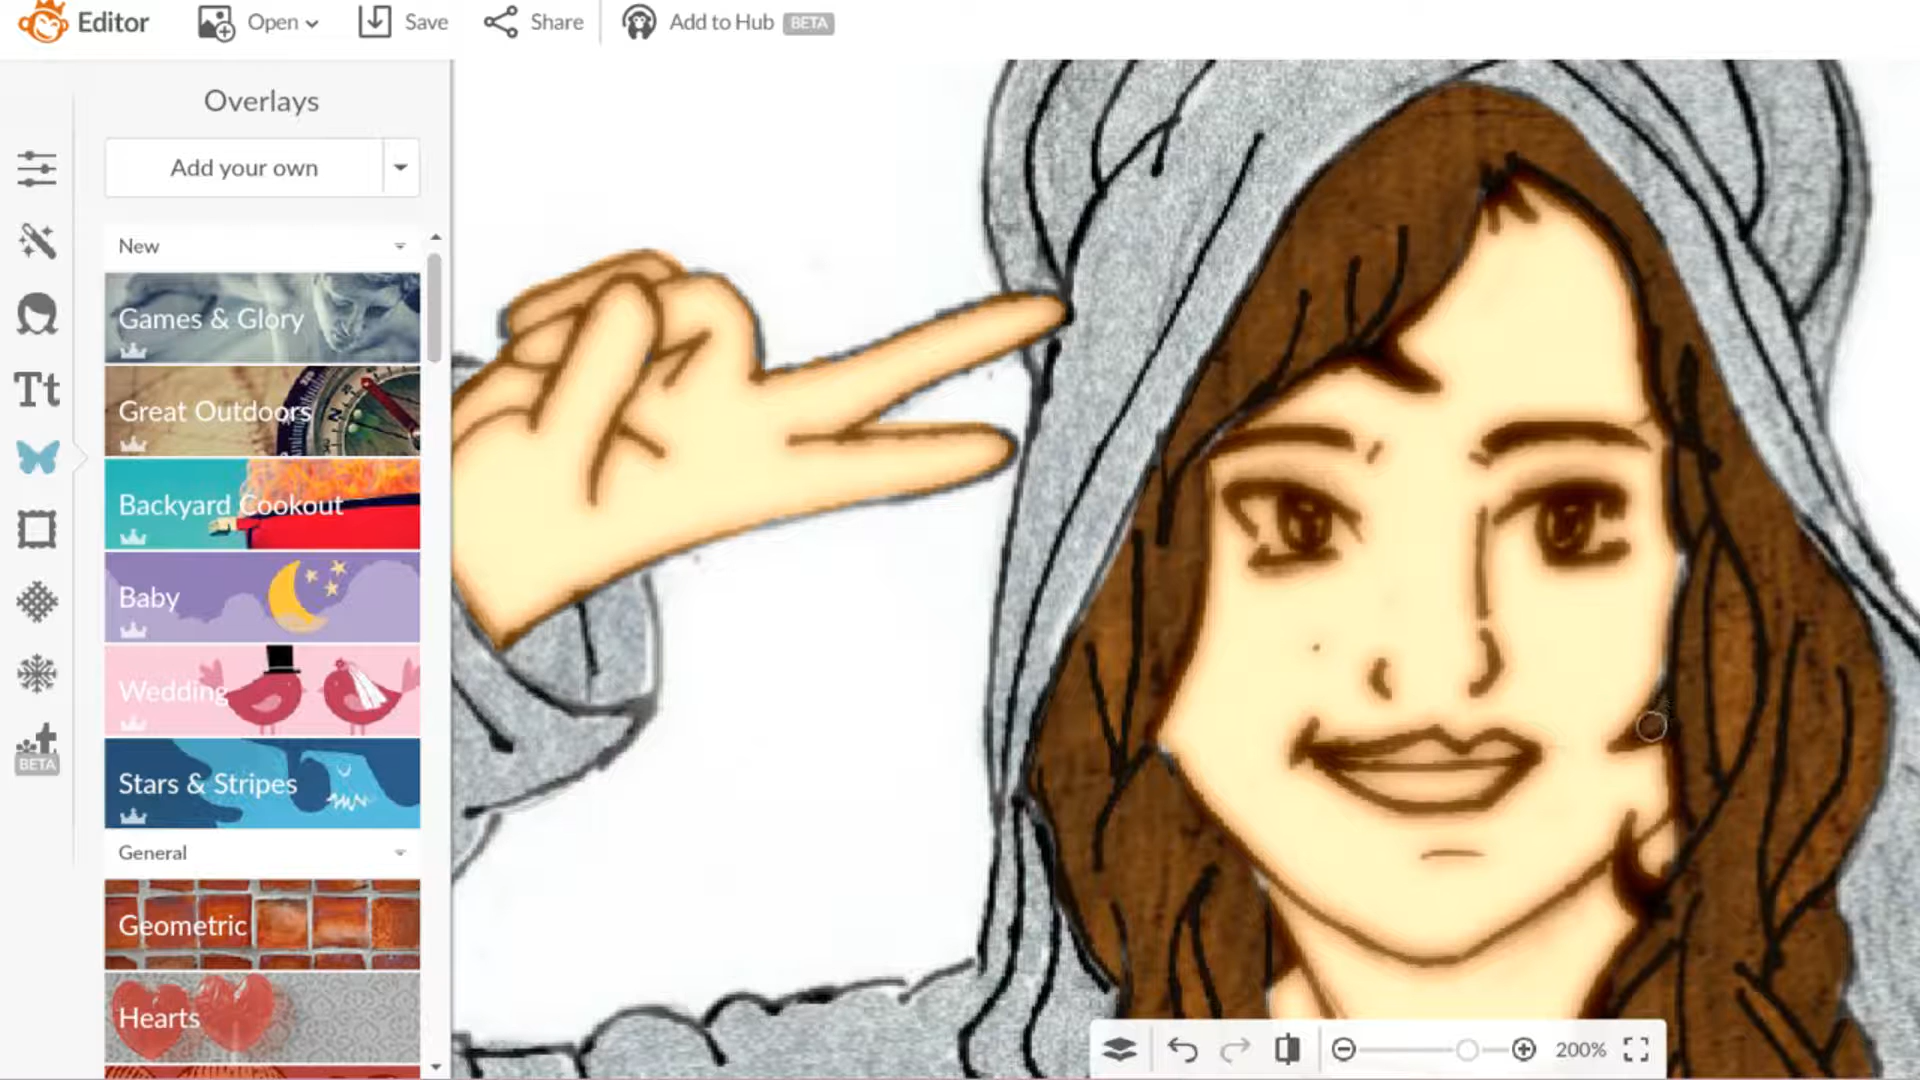 Editor
Open
Save
Share
Add to Hub BETA
Overlays
Add your own
New
Games & Glory
Great Outdoors
Backyard Cookout
Baby
Wedding
Stars & Stripes
General
Geometric
Hearts
Tt
BETA
200%